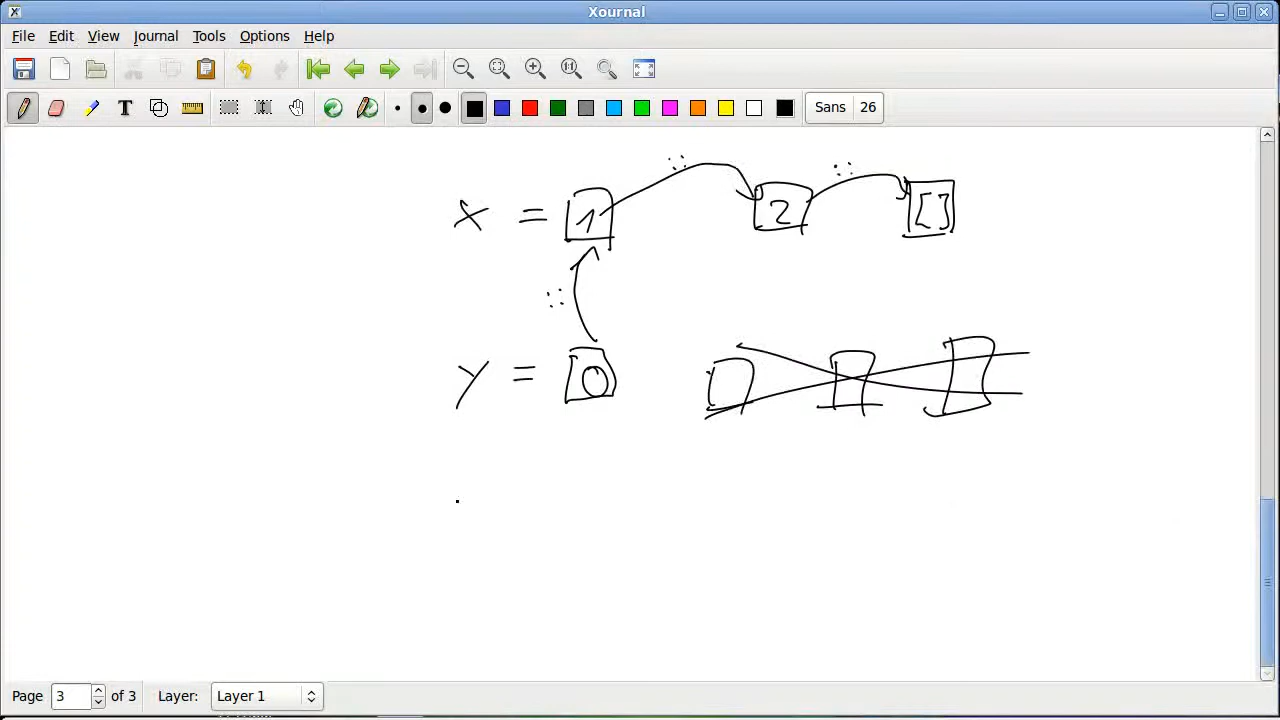 Xournal
File Edit View Journal Tools Options Help
Sans 26
:: ::
x = 1 2 []
::
y = 0
Page 3 of 3 Layer: Layer 1